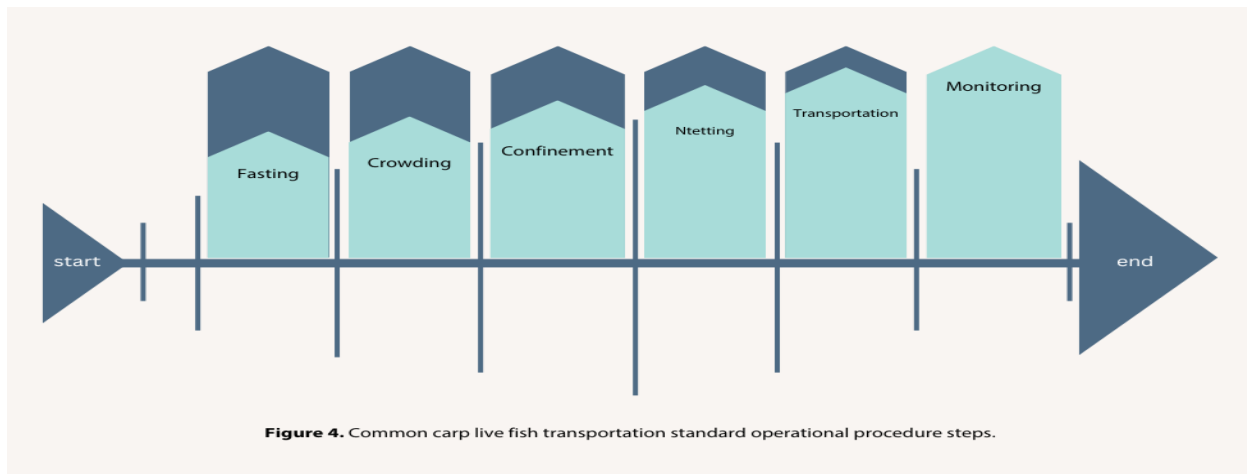 start
Fasting
Crowding
Confinement
Ntetting
Transportation
Monitoring
end
Figure 4. Common carp live fish transportation standard operational procedure steps.